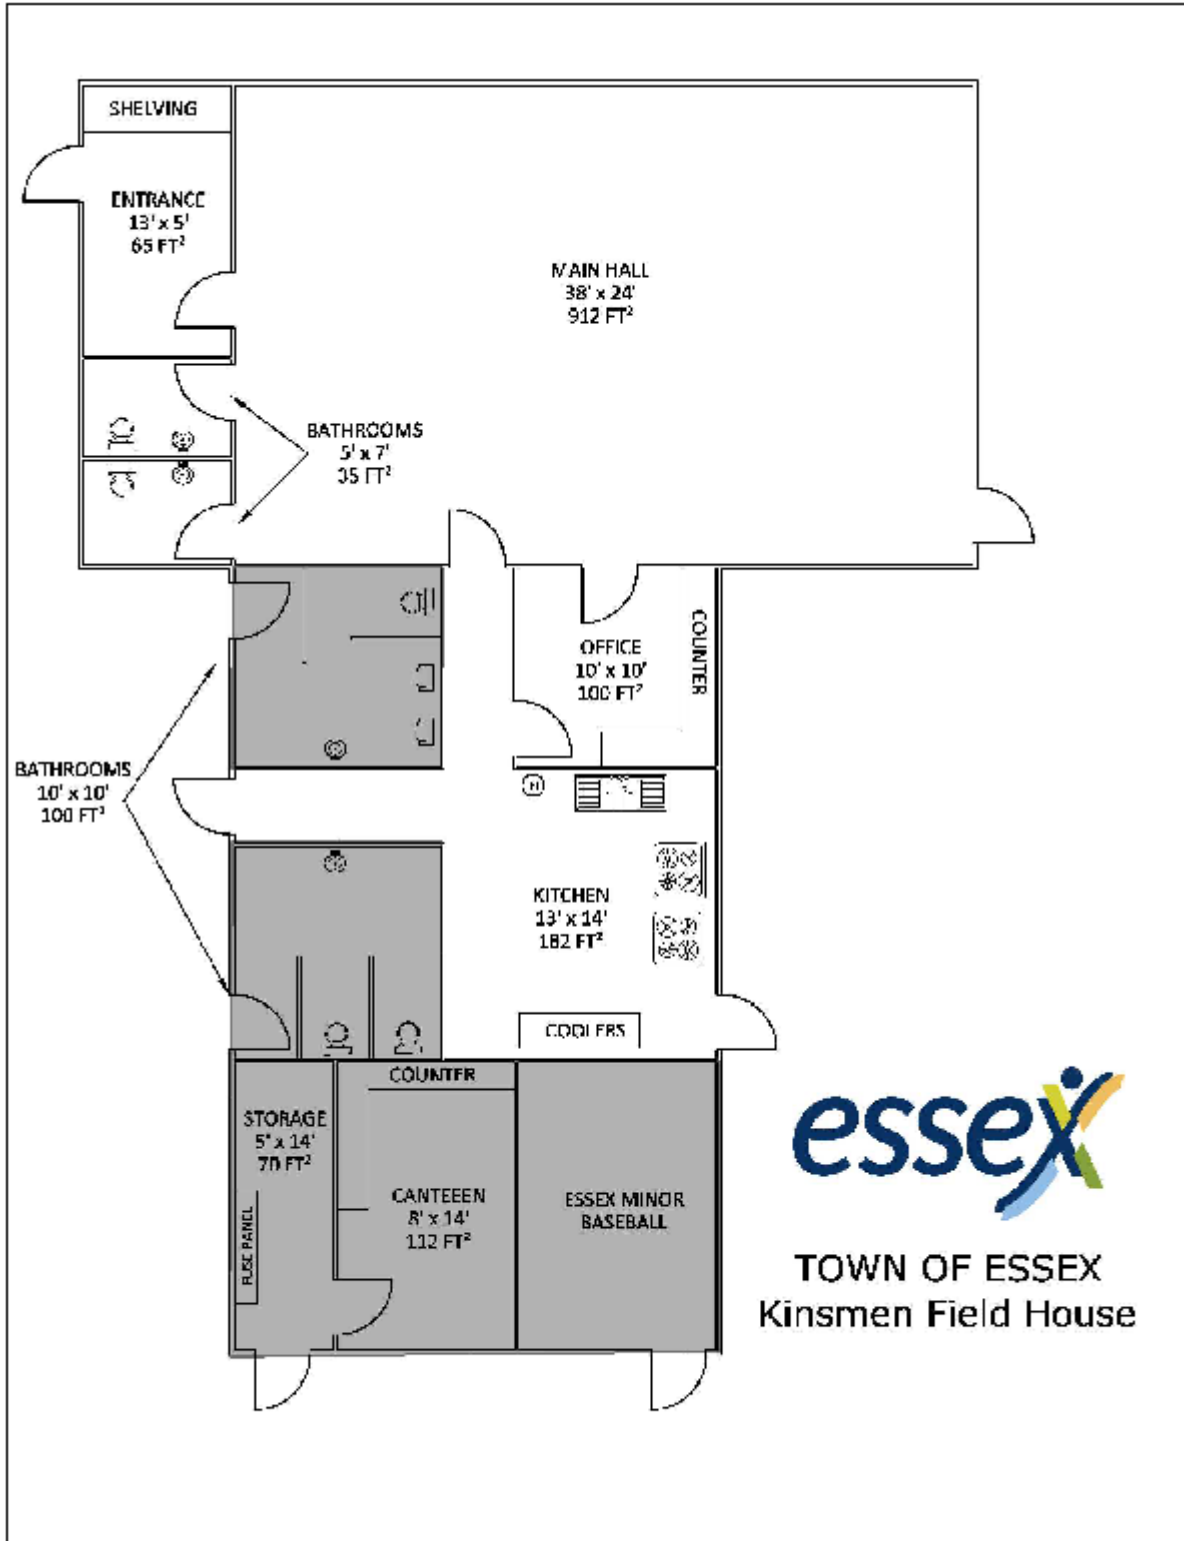 SHELVING
ENTRANCE
13' x 5'
65 FT²
MAIN HALL
38' x 24'
912 FT²
BATHROOMS
5' x 7'
35 FT²
OFFICE
10' x 10'
100 FT²
COUNTER
BATHROOMS
10' x 10'
100 FT²
KITCHEN
13' x 14'
182 FT²
COOLERS
COUNTER
STORAGE
5' x 14'
70 FT²
FUSE PANEL
CANTEEEN
8' x 14'
112 FT²
ESSEX MINOR
BASEBALL
essex
TOWN OF ESSEX
Kinsmen Field House